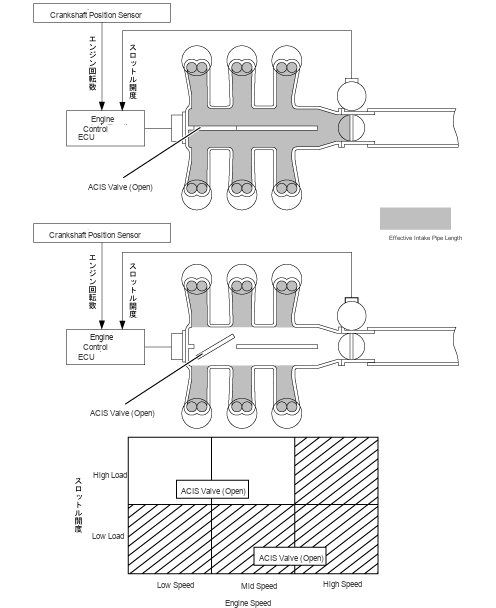 Crankshaft Position Sensor
エンジン回転数
スロットル開度
Engine
Control
ECU
ACIS Valve (Open)
Effective Intake Pipe Length
Crankshaft Position Sensor
エンジン回転数
スロットル開度
Engine
Control
ECU
ACIS Valve (Open)
High Load
ACIS Valve (Open)
スロットル開度
Low Load
ACIS Valve (Open)
Low Speed
Mid Speed
High Speed
Engine Speed